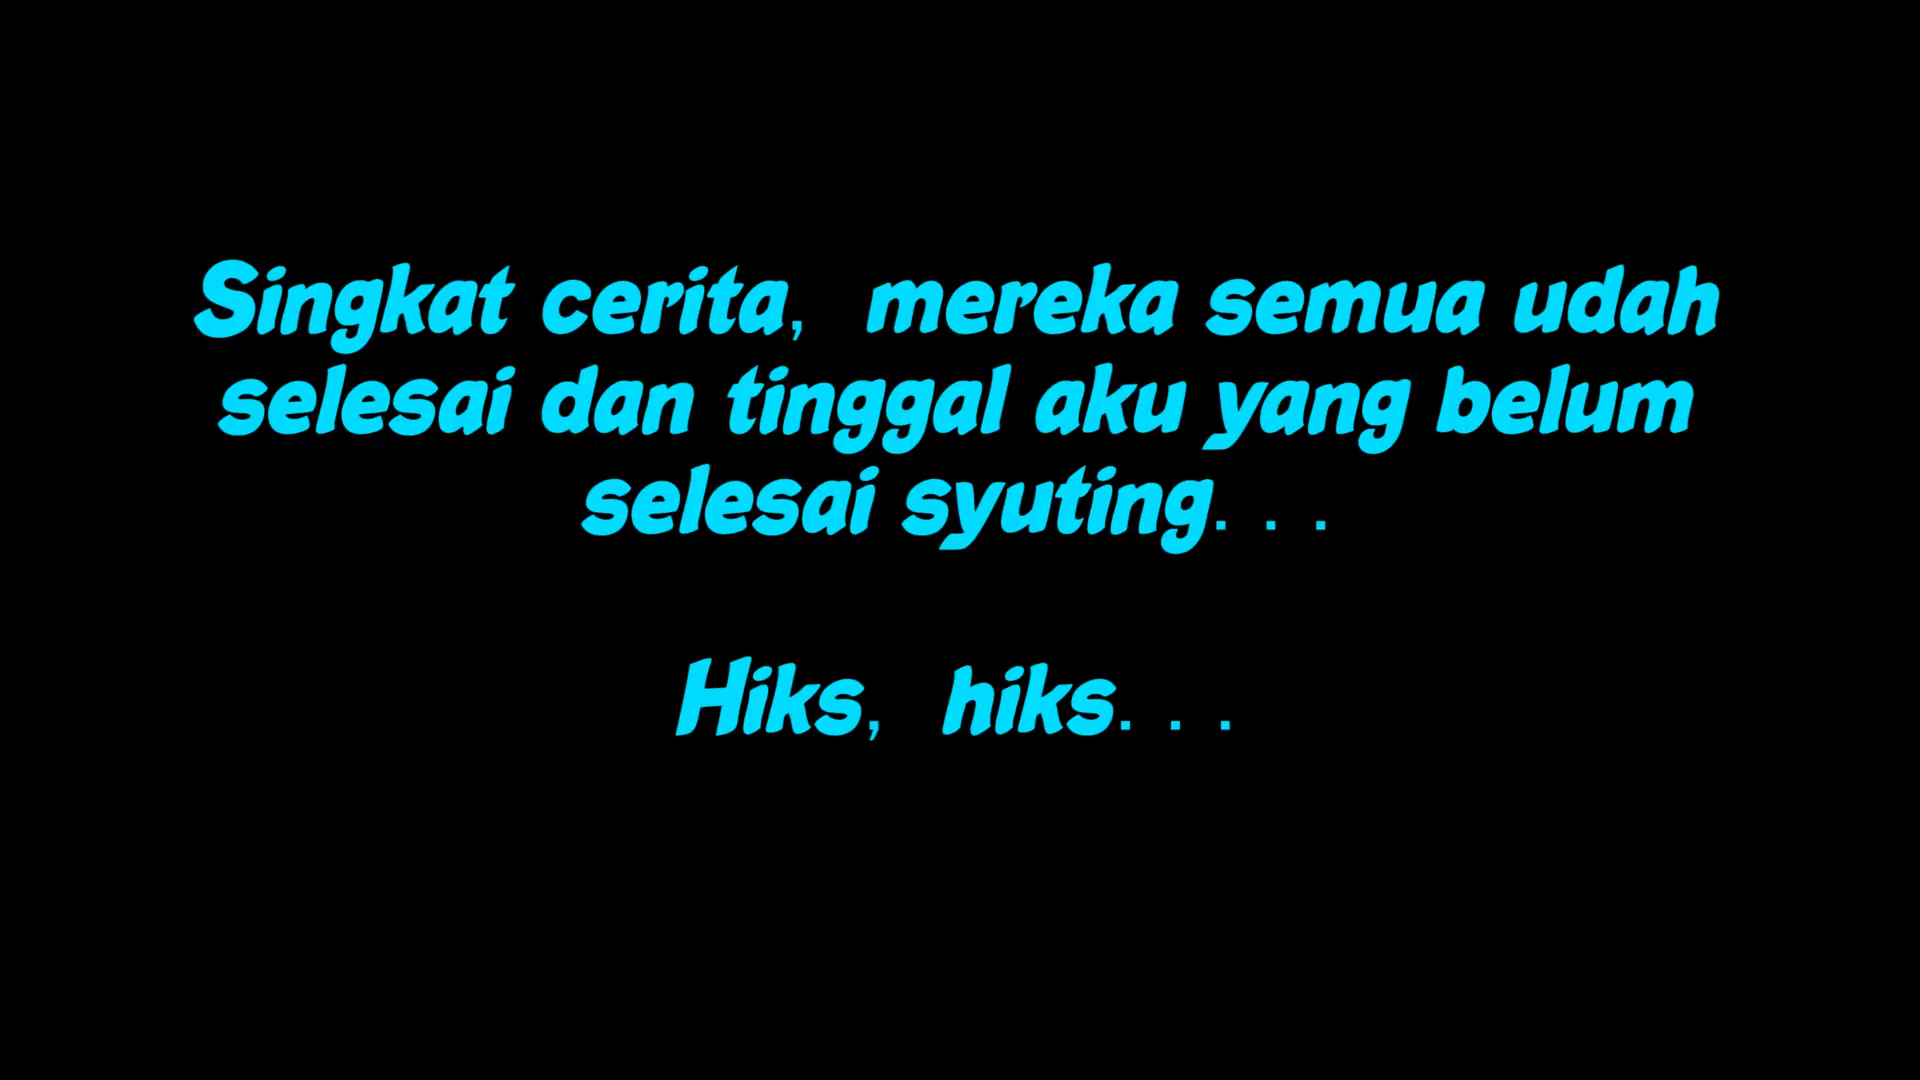 Singkat cerita, mereka semua udah
selesai dan tinggal aku yang belum
selesai syuting...
Hiks, hiks...